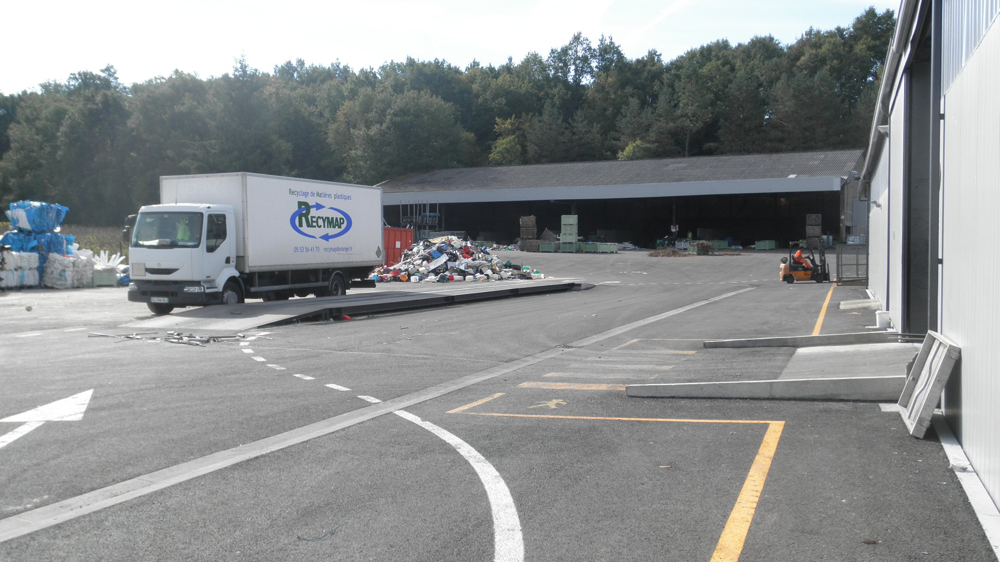 Recyclage de Matières plastiques
RECYMAP
05 53 56 41 70 recymap@orange.fr